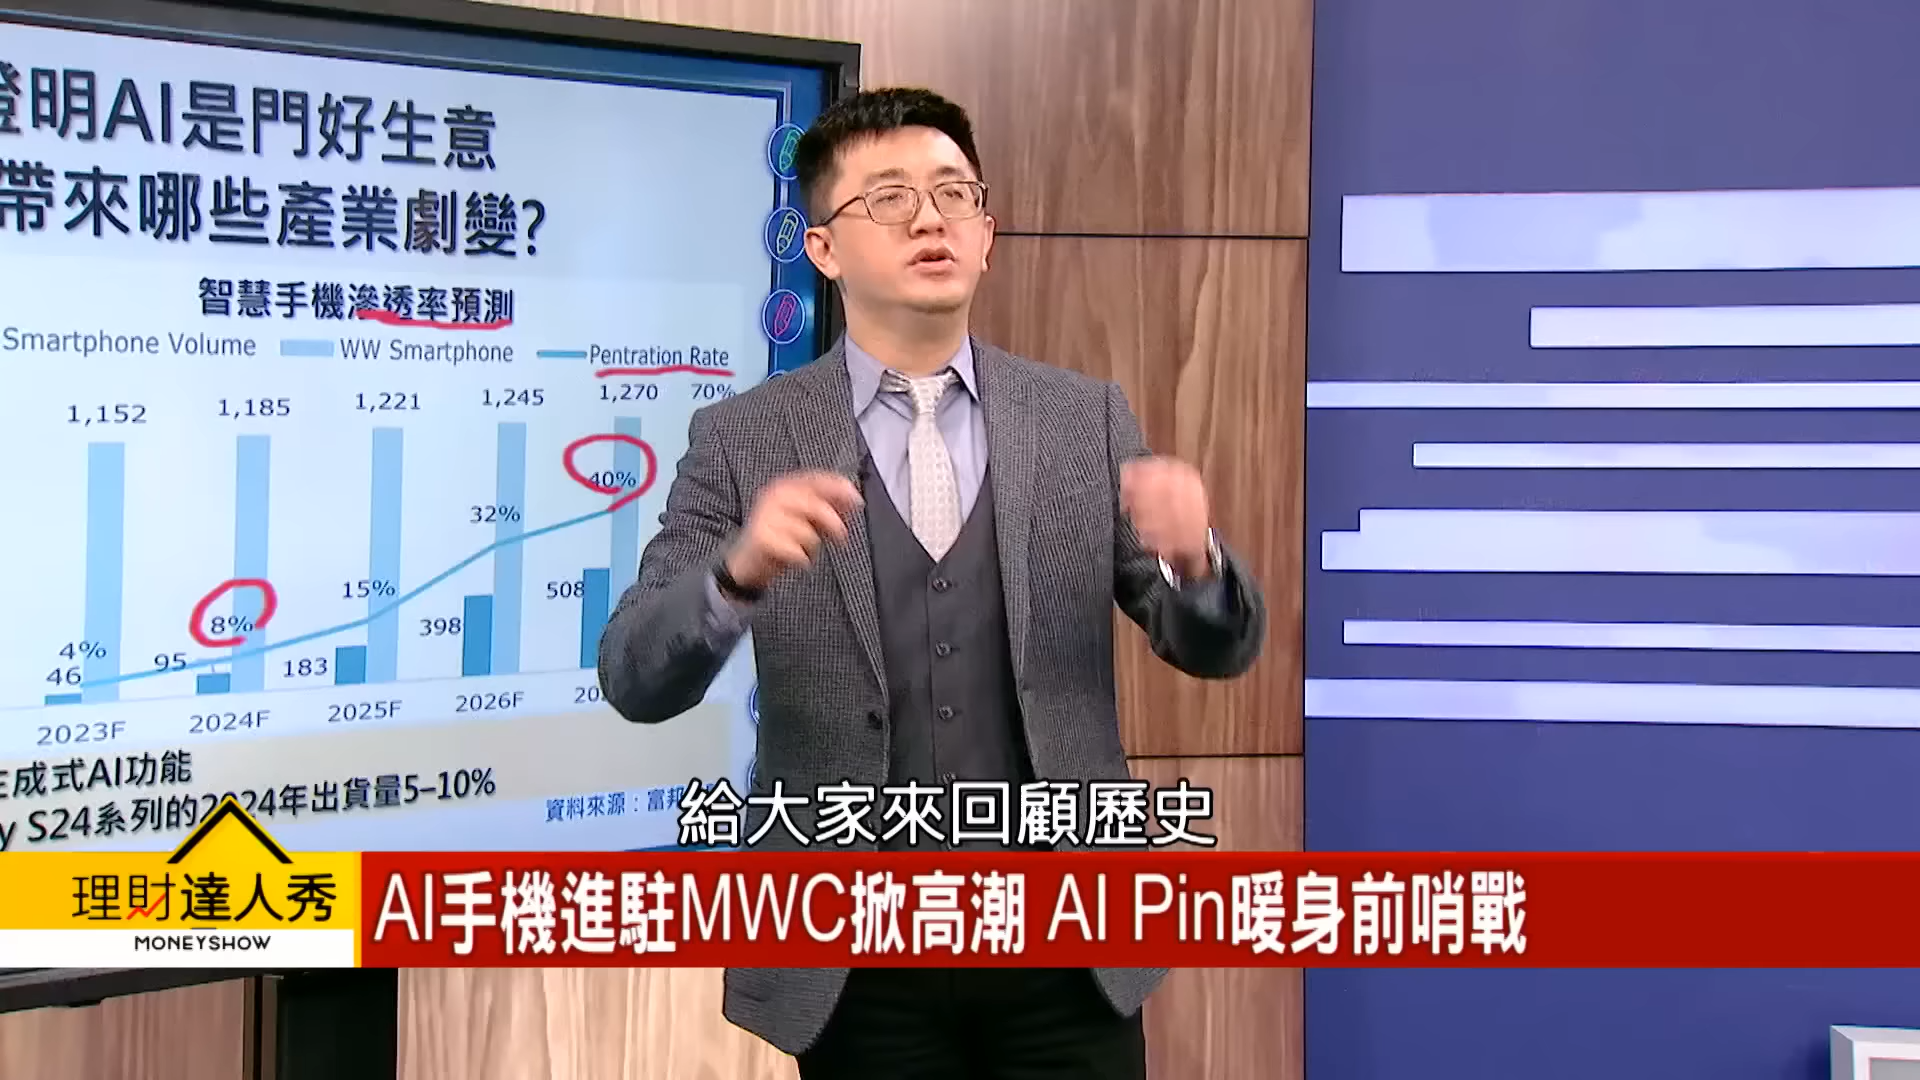 證明AI是門好生意
帶來哪些產業劇變?
智慧手機滲透率預測
Smartphone Volume WW Smartphone Pentration Rate
1,152 1,185 1,221 1,245 1,270 70%
4% 8% 15% 32% 40%
46 95 183 398 508
2023F 2024F 2025F 2026F 20
生成式AI功能
y S24系列的2024年出貨量5–10%
資料來源：富邦
給大家來回顧歷史
理財達人秀
MONEYSHOW
AI手機進駐MWC掀高潮 AI Pin暖身前哨戰